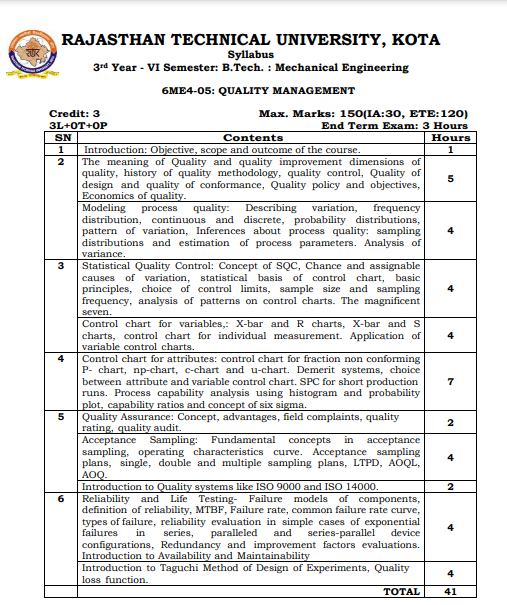 RAJASTHAN TECHNICAL UNIVERSITY, KOTA
Syllabus
3rd Year - VI Semester: B.Tech. : Mechanical Engineering
6ME4-05: QUALITY MANAGEMENT
Credit: 3 Max. Marks: 150(IA:30, ETE:120)
3L+0T+0P End Term Exam: 3 Hours
SN Contents Hours
1 Introduction: Objective, scope and outcome of the course. 1
2 The meaning of Quality and quality improvement dimensions of
quality, history of quality methodology, quality control, Quality of
design and quality of conformance, Quality policy and objectives,
Economics of quality.
5
Modeling process quality: Describing variation, frequency
distribution, continuous and discrete, probability distributions,
pattern of variation, Inferences about process quality: sampling
distributions and estimation of process parameters. Analysis of
variance.
4
3 Statistical Quality Control: Concept of SQC, Chance and assignable
causes of variation, statistical basis of control chart, basic
principles, choice of control limits, sample size and sampling
frequency, analysis of patterns on control charts. The magnificent
seven.
4
Control chart for variables,: X-bar and R charts, X-bar and S
charts, control chart for individual measurement. Application of
variable control charts.
4
4 Control chart for attributes: control chart for fraction non conforming
P- chart, np-chart, c-chart and u-chart. Demerit systems, choice
between attribute and variable control chart. SPC for short production
runs. Process capability analysis using histogram and probability
plot, capability ratios and concept of six sigma.
7
5 Quality Assurance: Concept, advantages, field complaints, quality
rating, quality audit.
2
Acceptance Sampling: Fundamental concepts in acceptance
sampling, operating characteristics curve. Acceptance sampling
plans, single, double and multiple sampling plans, LTPD, AOQL,
AOQ.
4
Introduction to Quality systems like ISO 9000 and ISO 14000. 2
6 Reliability and Life Testing- Failure models of components,
definition of reliability, MTBF, Failure rate, common failure rate curve,
types of failure, reliability evaluation in simple cases of exponential
failures in series, paralleled and series-parallel device
configurations, Redundancy and improvement factors evaluations.
Introduction to Availability and Maintainability
4
Introduction to Taguchi Method of Design of Experiments, Quality
loss function.
4
TOTAL 41